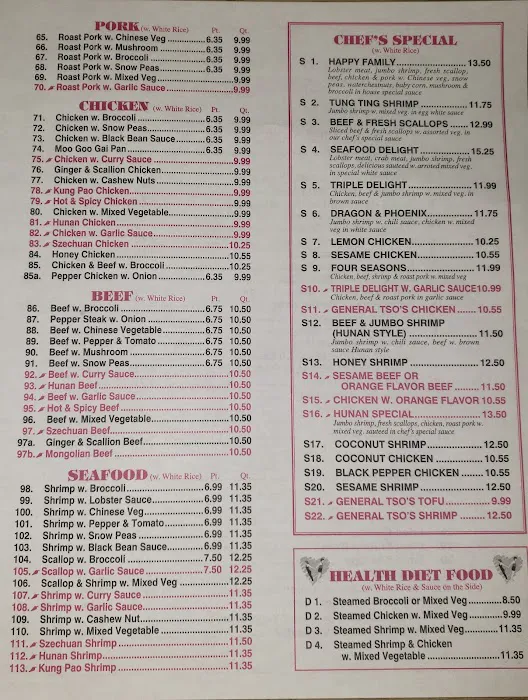 PORK (w. White Rice) Pt. Qt.
65. Roast Pork w. Chinese Veg 6.35 9.99
66. Roast Pork w. Mushroom 6.35 9.99
67. Roast Pork w. Broccoli 6.35 9.99
68. Roast Pork w. Snow Peas 6.35 9.99
69. Roast Pork w. Mixed Veg 9.99
70. Roast Pork w. Garlic Sauce 9.99
CHICKEN (w. White Rice) Pt. Qt.
71. Chicken w. Broccoli 6.35 9.99
72. Chicken w. Snow Peas 6.35 9.99
73. Chicken w. Black Bean Sauce 6.35 9.99
74. Moo Goo Gai Pan 6.35 9.99
75. Chicken w. Curry Sauce 9.99
76. Ginger & Scallion Chicken 9.99
77. Chicken w. Cashew Nuts 9.99
78. Kung Pao Chicken 9.99
79. Hot & Spicy Chicken 9.99
80. Chicken w. Mixed Vegetable 9.99
81. Hunan Chicken 9.99
82. Chicken w. Garlic Sauce 9.99
83. Szechuan Chicken 10.25
84. Honey Chicken 10.55
85. Chicken & Beef w. Broccoli 10.25
85a. Pepper Chicken w. Onion 6.35 9.99
BEEF (w. White Rice) Pt. Qt.
86. Beef w. Broccoli 6.75 10.50
87. Pepper Steak w. Onion 6.75 10.50
88. Beef w. Chinese Vegetable 6.75 10.50
89. Beef w. Pepper & Tomato 6.75 10.50
90. Beef w. Mushroom 6.75 10.50
91. Beef w. Snow Peas 6.75 10.50
92. Beef w. Curry Sauce 10.50
93. Hunan Beef 10.50
94. Beef w. Garlic Sauce 10.50
95. Hot & Spicy Beef 10.50
96. Beef w. Mixed Vegetable 10.50
97. Szechuan Beef 10.50
97a. Ginger & Scallion Beef 10.50
97b. Mongolian Beef 10.50
SEAFOOD (w. White Rice) Pt. Qt.
98. Shrimp w. Broccoli 6.99 11.35
99. Shrimp w. Lobster Sauce 6.99 11.35
100. Shrimp w. Chinese Veg 6.99 11.35
101. Shrimp w. Pepper & Tomato 6.99 11.35
102. Shrimp w. Snow Peas 6.99 11.35
103. Shrimp w. Black Bean Sauce 6.99 11.35
104. Scallop w. Broccoli 7.50 12.25
105. Scallop w. Garlic Sauce 7.50 12.25
106. Scallop & Shrimp w. Mixed Veg 12.25
107. Shrimp w. Curry Sauce 11.35
108. Shrimp w. Garlic Sauce 11.35
109. Shrimp w. Cashew Nut 11.35
110. Shrimp w. Mixed Vegetable 11.35
111. Szechuan Shrimp 11.50
112. Hunan Shrimp 11.35
113. Kung Pao Shrimp 11.35
CHEF'S SPECIAL
(w. White Rice)
S 1. HAPPY FAMILY 13.50
Lobster meat, jumbo shrimp, fresh scallop,
beef, chicken & pork w. Chinese veg, snow
peas, waterchestnuts, baby corn, mushroom &
broccoli in house special sauce
S 2. TUNG TING SHRIMP 11.75
Jumbo shrimp w. mixed veg. in egg white sauce
S 3. BEEF & FRESH SCALLOPS 12.99
Sliced beef & fresh scallops w. assorted veg. in
our chef's special sauce
S 4. SEAFOOD DELIGHT 15.25
Lobster meat, crab meat, jumbo shrimp, fresh
scallops, delicious sauteed w. arroted mixed veg.
in special white sauce
S 5. TRIPLE DELIGHT 11.99
Chicken, beef & jumbo shrimp w. mixed veg. in
brown sauce
S 6. DRAGON & PHOENIX 11.75
Jumbo shrimp w. chili sauce, chicken w. mixed
veg in white sauce
S 7. LEMON CHICKEN 10.25
S 8. SESAME CHICKEN 10.55
S 9. FOUR SEASONS 11.99
Chicken, beef, shrimp & roast pork w. mixed veg
S10. TRIPLE DELIGHT W. GARLIC SAUCE 10.99
Chicken, beef & roast pork in garlic sauce
S11. GENERAL TSO'S CHICKEN 10.55
S12. BEEF & JUMBO SHRIMP
(HUNAN STYLE) 11.50
Jumbo shrimp w. chili sauce, beef w. brown
sauce Hunan style
S13. HONEY SHRIMP 12.50
S14. SESAME BEEF OR
ORANGE FLAVOR BEEF 11.50
S15. CHICKEN W. ORANGE FLAVOR 10.55
S16. HUNAN SPECIAL 13.50
Jumbo shrimp, fresh scallops, chicken, roast pork w.
mixed veg, sauteed in chef's special sauce
S17. COCONUT SHRIMP 12.50
S18. COCONUT CHICKEN 10.55
S19. BLACK PEPPER CHICKEN 10.55
S20. SESAME SHRIMP 12.50
S21. GENERAL TSO'S TOFU 9.99
S22. GENERAL TSO'S SHRIMP 12.50
HEALTH DIET FOOD
(w. White Rice & Sauce on the Side)
D 1. Steamed Broccoli or Mixed Veg 8.50
D 2. Steamed Chicken w. Mixed Veg 9.99
D 3. Steamed Shrimp w. Mixed Veg 11.35
D 4. Steamed Shrimp & Chicken
w. Mixed Vegetable 11.35